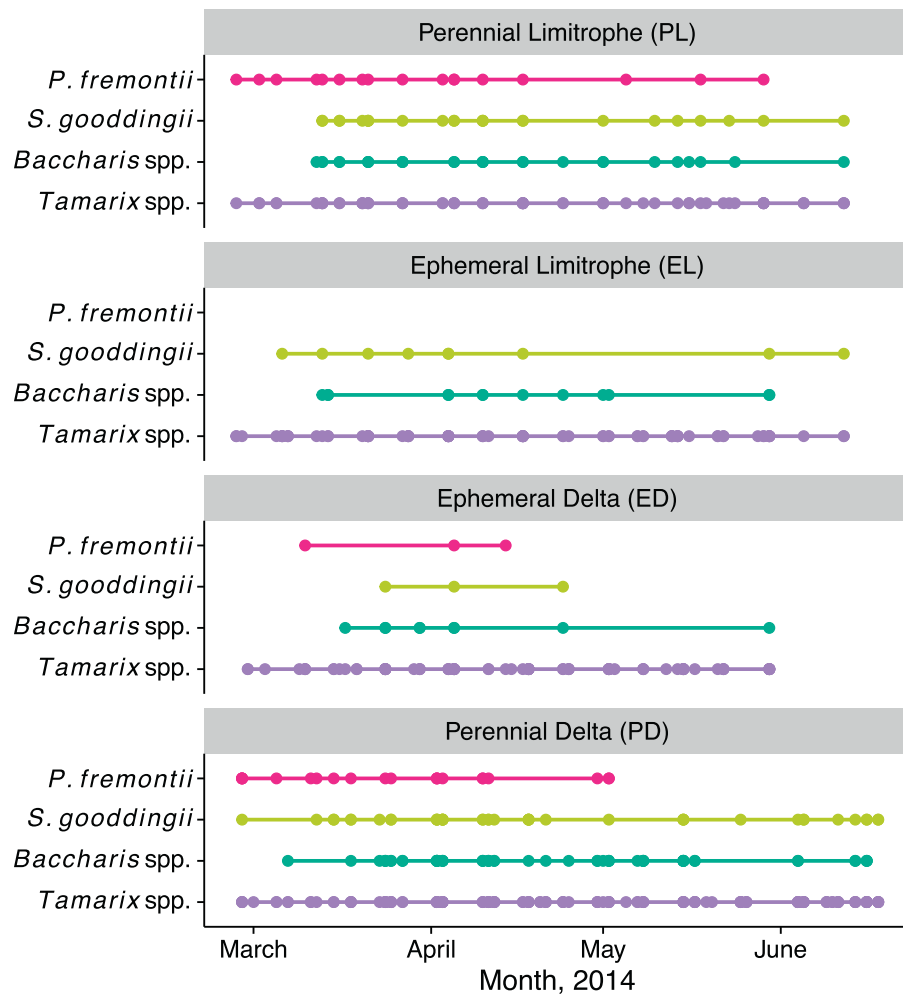 Perennial Limitrophe (PL)
P. fremontii
S. gooddingii
Baccharis spp.
Tamarix spp.
Ephemeral Limitrophe (EL)
P. fremontii
S. gooddingii
Baccharis spp.
Tamarix spp.
Ephemeral Delta (ED)
P. fremontii
S. gooddingii
Baccharis spp.
Tamarix spp.
Perennial Delta (PD)
P. fremontii
S. gooddingii
Baccharis spp.
Tamarix spp.
March April May June
Month, 2014